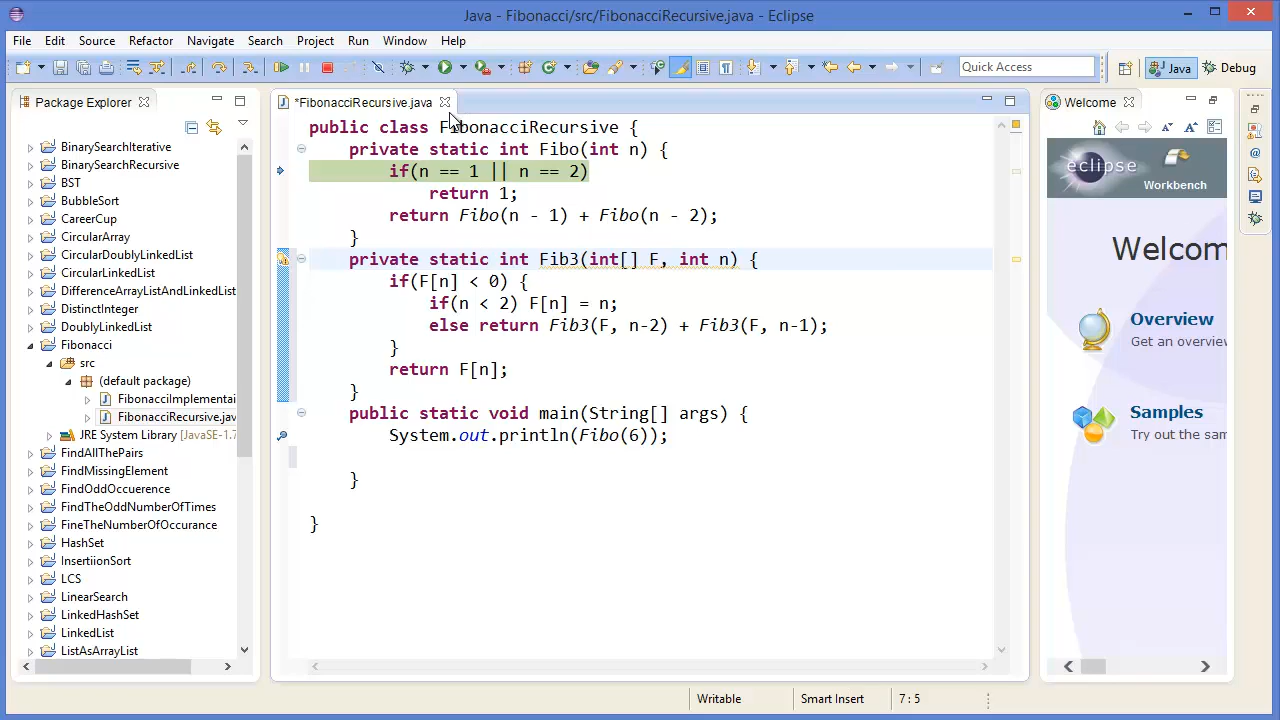 Java - Fibonacci/src/FibonacciRecursive.java - Eclipse
File Edit Source Refactor Navigate Search Project Run Window Help
Quick Access
Java
Debug
Package Explorer
BinarySearchIterative
BinarySearchRecursive
BST
BubbleSort
CareerCup
CircularArray
CircularDoublyLinkedList
CircularLinkedList
DifferenceArrayListAndLinkedList
DistinctInteger
DoublyLinkedList
Fibonacci
src
(default package)
FibonacciImplementai
FibonacciRecursive.jav
JRE System Library [JavaSE-1.7
FindAllThePairs
FindMissingElement
FindOddOccuerence
FindTheOddNumberOfTimes
FineTheNumberOfOccurance
HashSet
InsertiionSort
LCS
LinearSearch
LinkedHashSet
LinkedList
ListAsArrayList
*FibonacciRecursive.java
public class FibonacciRecursive {
private static int Fibo(int n) {
if(n == 1 || n == 2)
return 1;
return Fibo(n - 1) + Fibo(n - 2);
}
private static int Fib3(int[] F, int n) {
if(F[n] < 0) {
if(n < 2) F[n] = n;
else return Fib3(F, n-2) + Fib3(F, n-1);
}
return F[n];
}
public static void main(String[] args) {
System.out.println(Fibo(6));
}
}
Welcome
eclipse
Workbench
Welcom
Overview
Get an overview
Samples
Try out the sam
Writable
Smart Insert
7 : 5